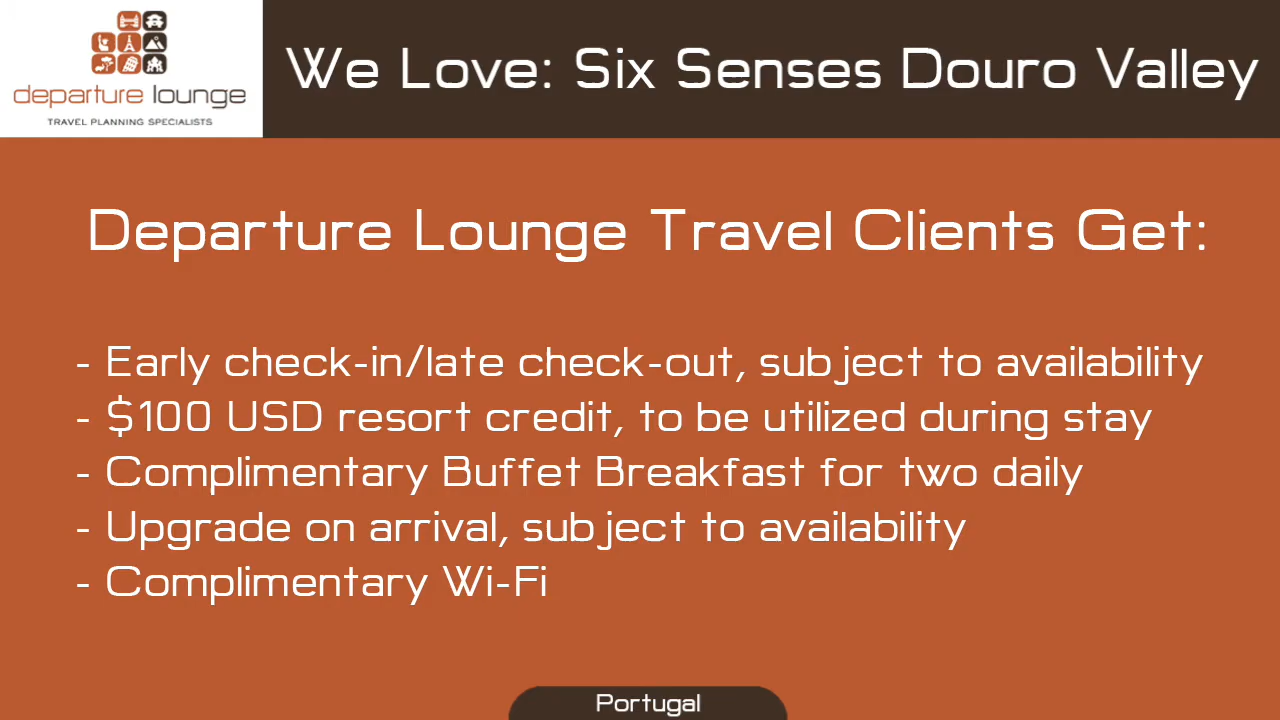 departure lounge
TRAVEL PLANNING SPECIALISTS
We Love: Six Senses Douro Valley
Departure Lounge Travel Clients Get:
- Early check-in/late check-out, subject to availability
- $100 USD resort credit, to be utilized during stay
- Complimentary Buffet Breakfast for two daily
- Upgrade on arrival, subject to availability
- Complimentary Wi-Fi
Portugal